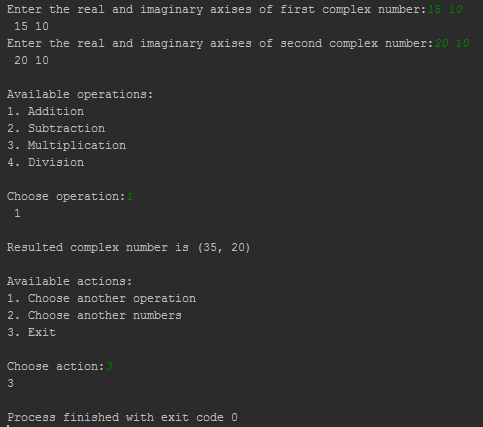 Enter the real and imaginary axises of first complex number:15 10
15 10
Enter the real and imaginary axises of second complex number:20 10
20 10
Available operations:
1. Addition
2. Subtraction
3. Multiplication
4. Division
Choose operation:1
1
Resulted complex number is (35, 20)
Available actions:
1. Choose another operation
2. Choose another numbers
3. Exit
Choose action:3
3
Process finished with exit code 0